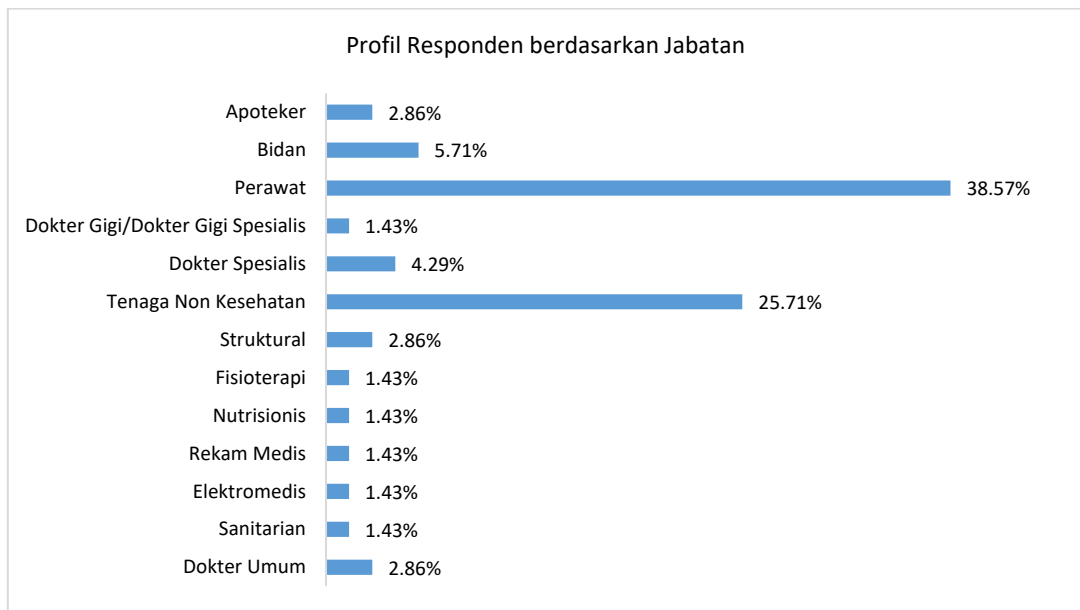 Profil Responden berdasarkan Jabatan
Apoteker 2.86%
Bidan 5.71%
Perawat 38.57%
Dokter Gigi/Dokter Gigi Spesialis 1.43%
Dokter Spesialis 4.29%
Tenaga Non Kesehatan 25.71%
Struktural 2.86%
Fisioterapi 1.43%
Nutrisionis 1.43%
Rekam Medis 1.43%
Elektromedis 1.43%
Sanitarian 1.43%
Dokter Umum 2.86%